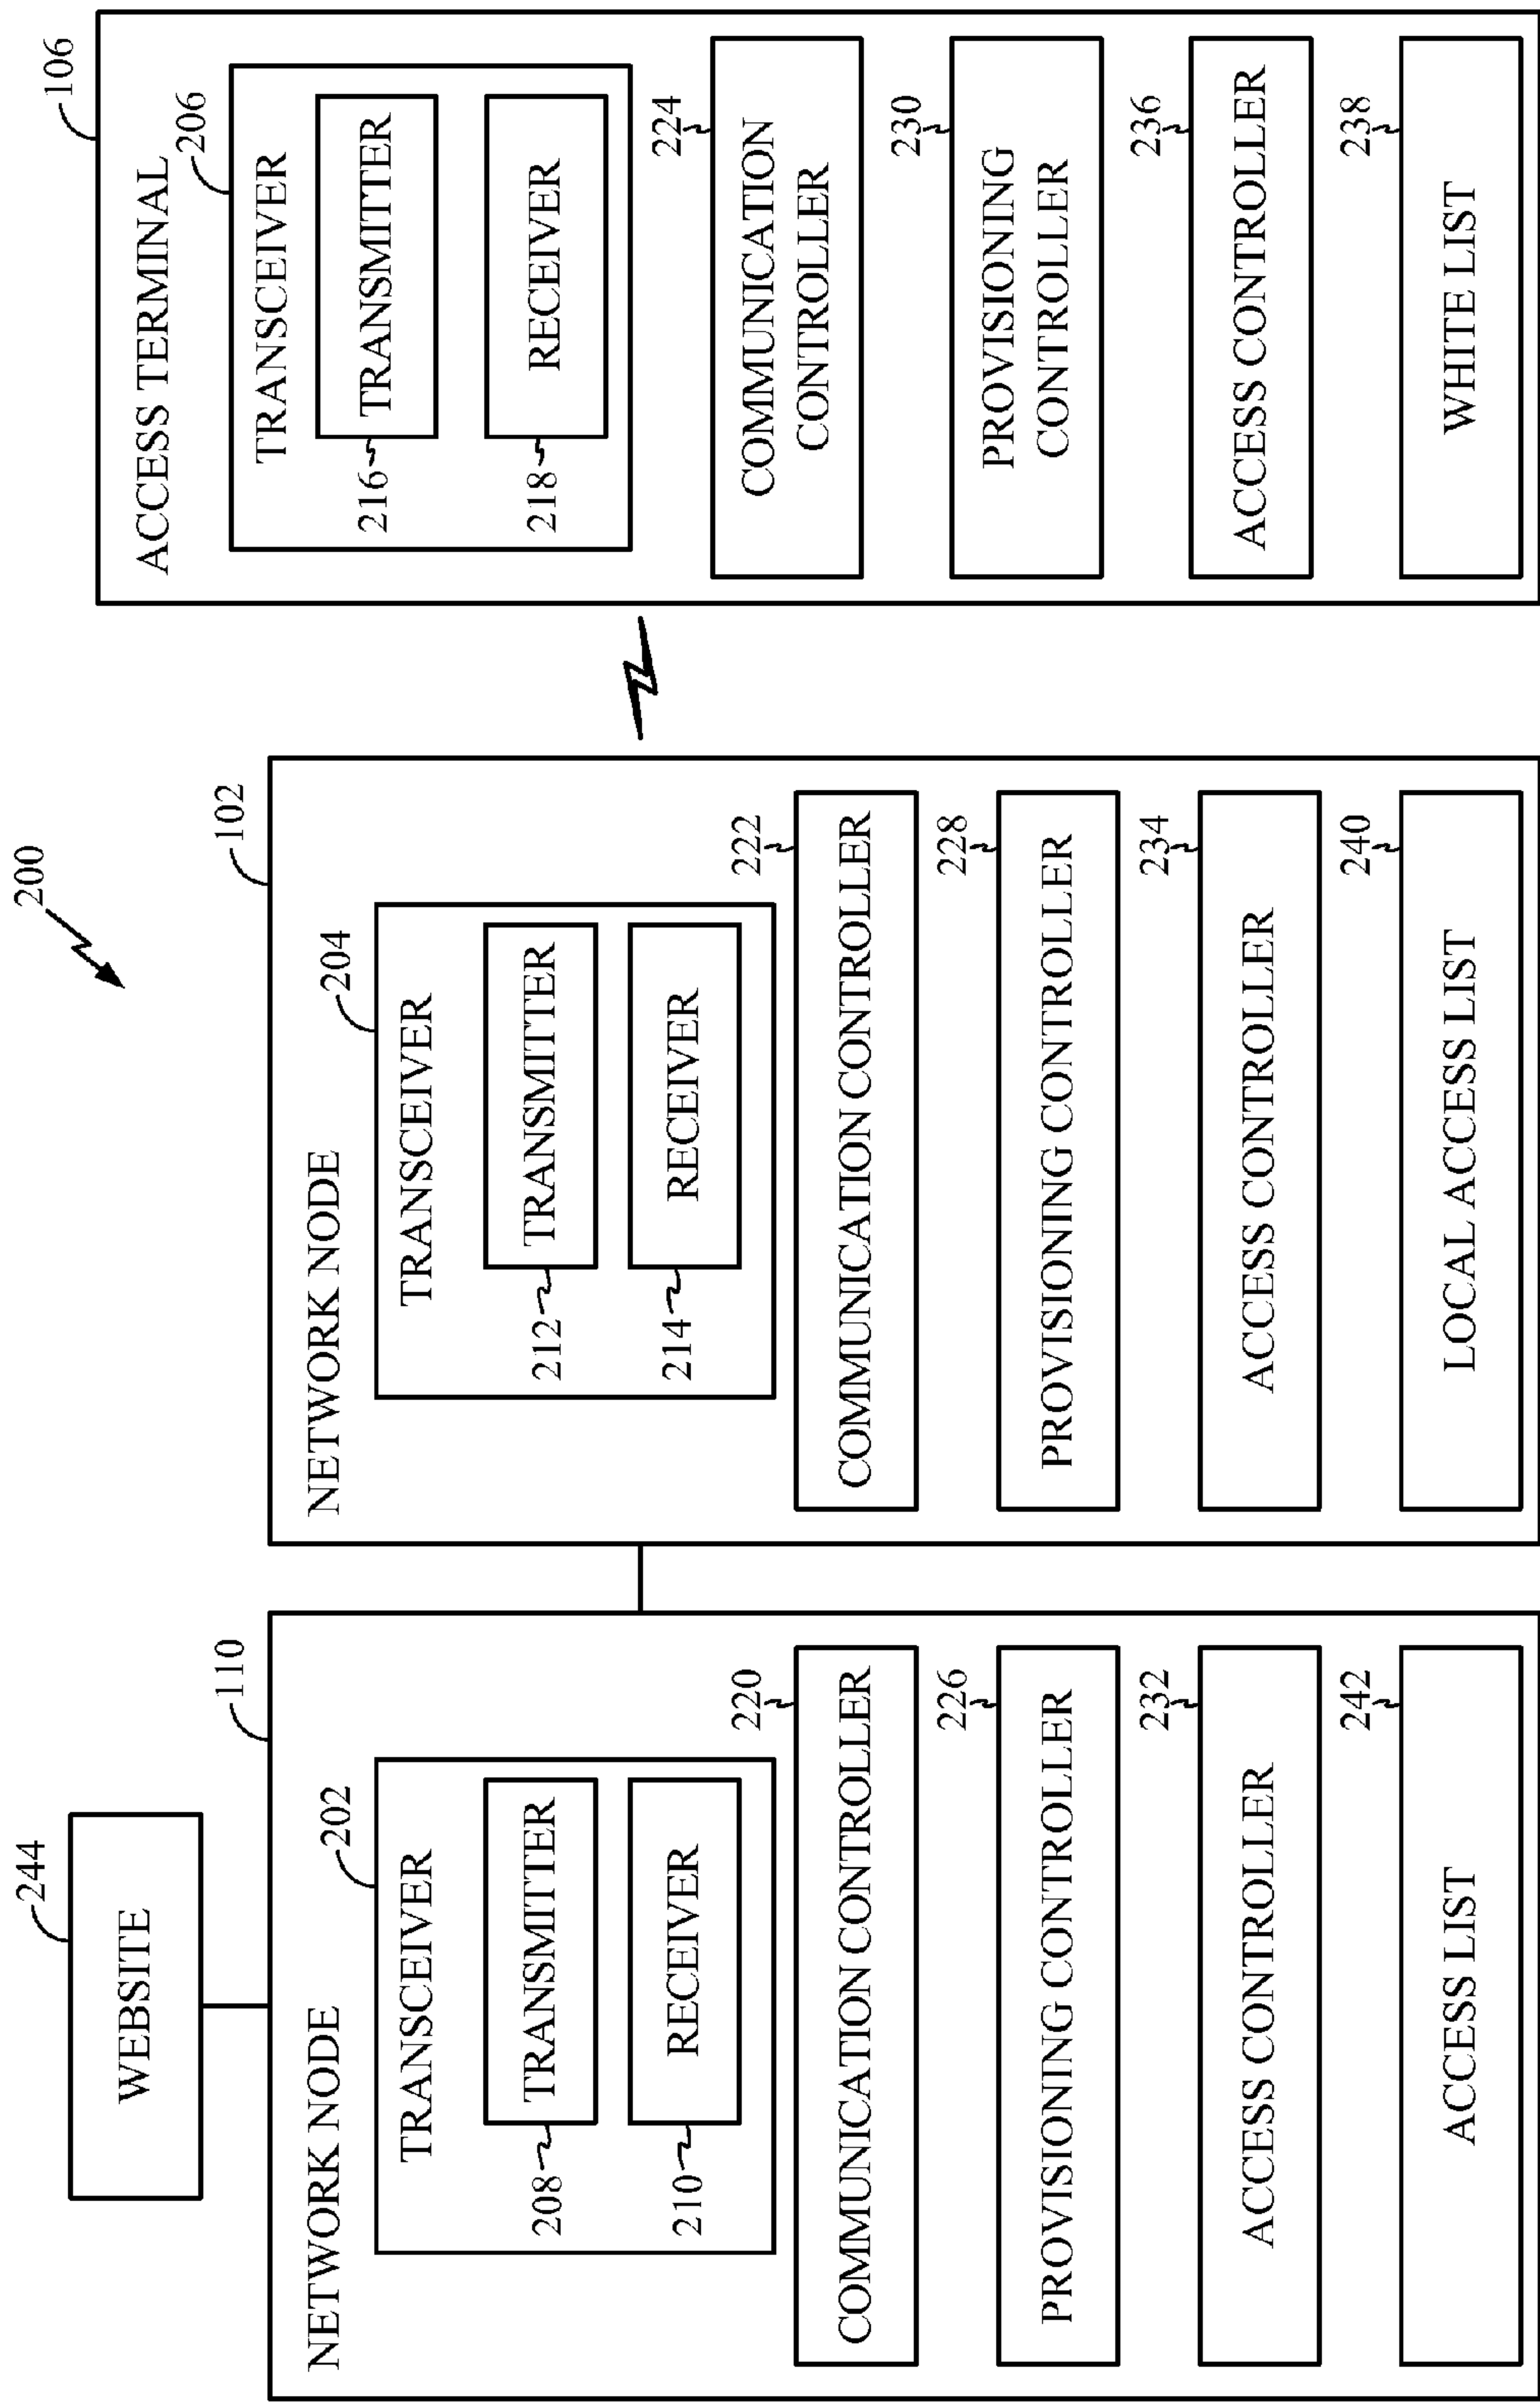 200
244
WEBSITE
110
NETWORK NODE
202
TRANSCEIVER
208
TRANSMITTER
210
RECEIVER
220
COMMUNICATION CONTROLLER
226
PROVISIONING CONTROLLER
232
ACCESS CONTROLLER
242
ACCESS LIST
102
NETWORK NODE
204
TRANSCEIVER
212
TRANSMITTER
214
RECEIVER
222
COMMUNICATION CONTROLLER
228
PROVISIONING CONTROLLER
234
ACCESS CONTROLLER
240
LOCAL ACCESS LIST
106
ACCESS TERMINAL
206
TRANSCEIVER
216
TRANSMITTER
218
RECEIVER
224
COMMUNICATION
CONTROLLER
230
PROVISIONING
CONTROLLER
236
ACCESS CONTROLLER
238
WHITE LIST